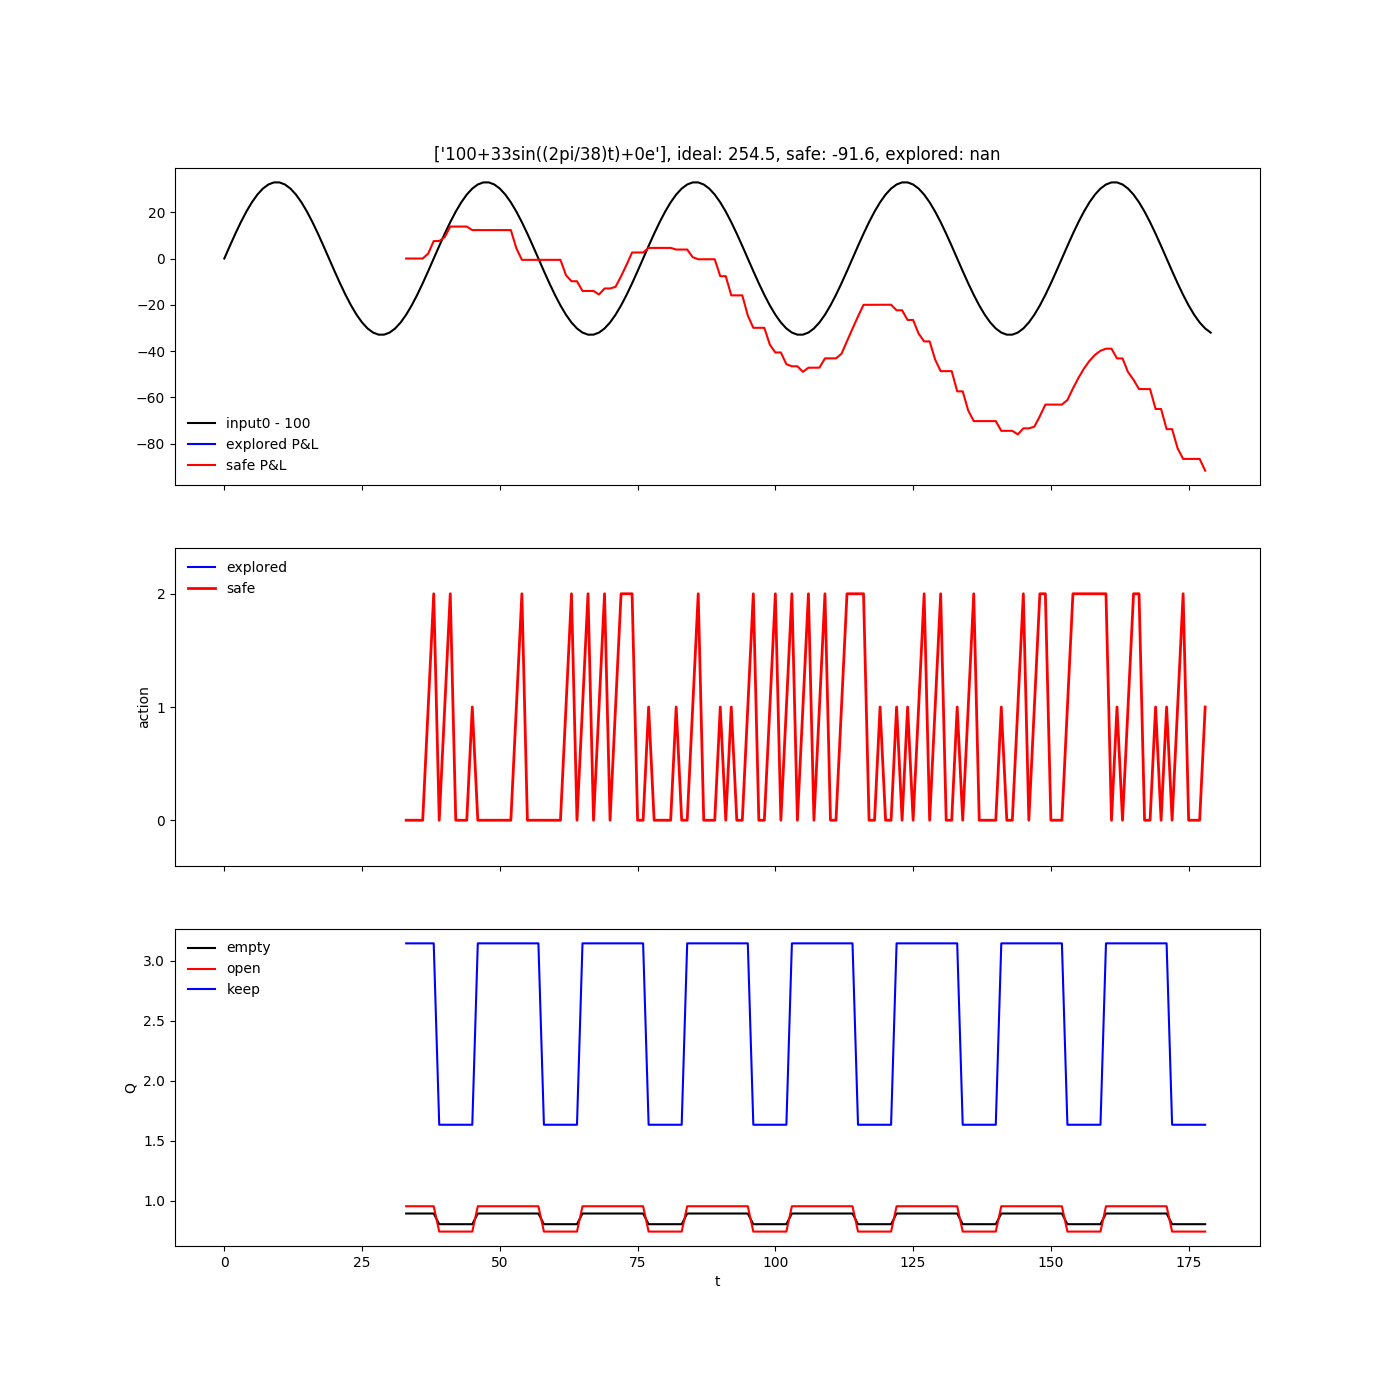 ['100+33sin((2pi/38)t)+0e'], ideal: 254.5, safe: -91.6, explored: nan
20
0
−20
−40
−60
−80
input0 - 100
explored P&L
safe P&L
explored
safe
2
1
0
action
empty
open
keep
3.0
2.5
2.0
1.5
1.0
Q
0
25
50
75
100
125
150
175
t